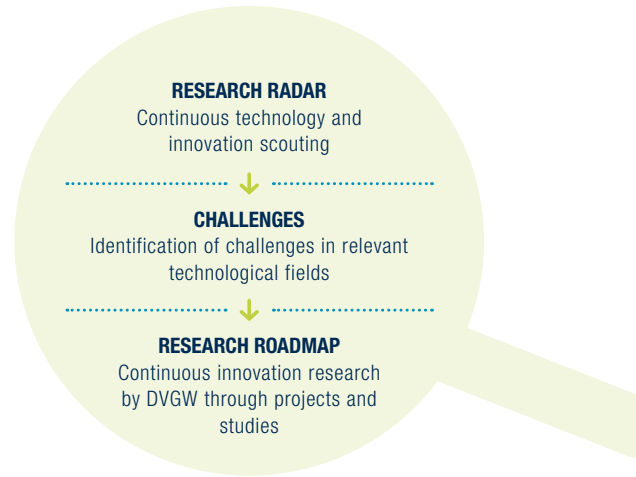 RESEARCH RADAR
Continuous technology and
innovation scouting
CHALLENGES
Identification of challenges in relevant
technological fields
RESEARCH ROADMAP
Continuous innovation research
by DVGW through projects and
studies